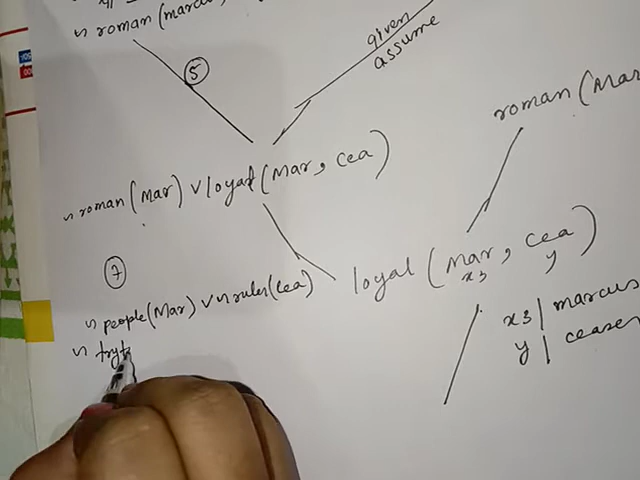 ~ roman (marcu
⑤
given
assume
roman (Mar
~ roman (Mar) ∨ loyal (Mar, Cea)
⑦
loyal (Mar, Cea)
x3 y
~ people (Mar) ∨ ~ ruler (Cea)
x3 | marcus
~ tryt
y | ceaser